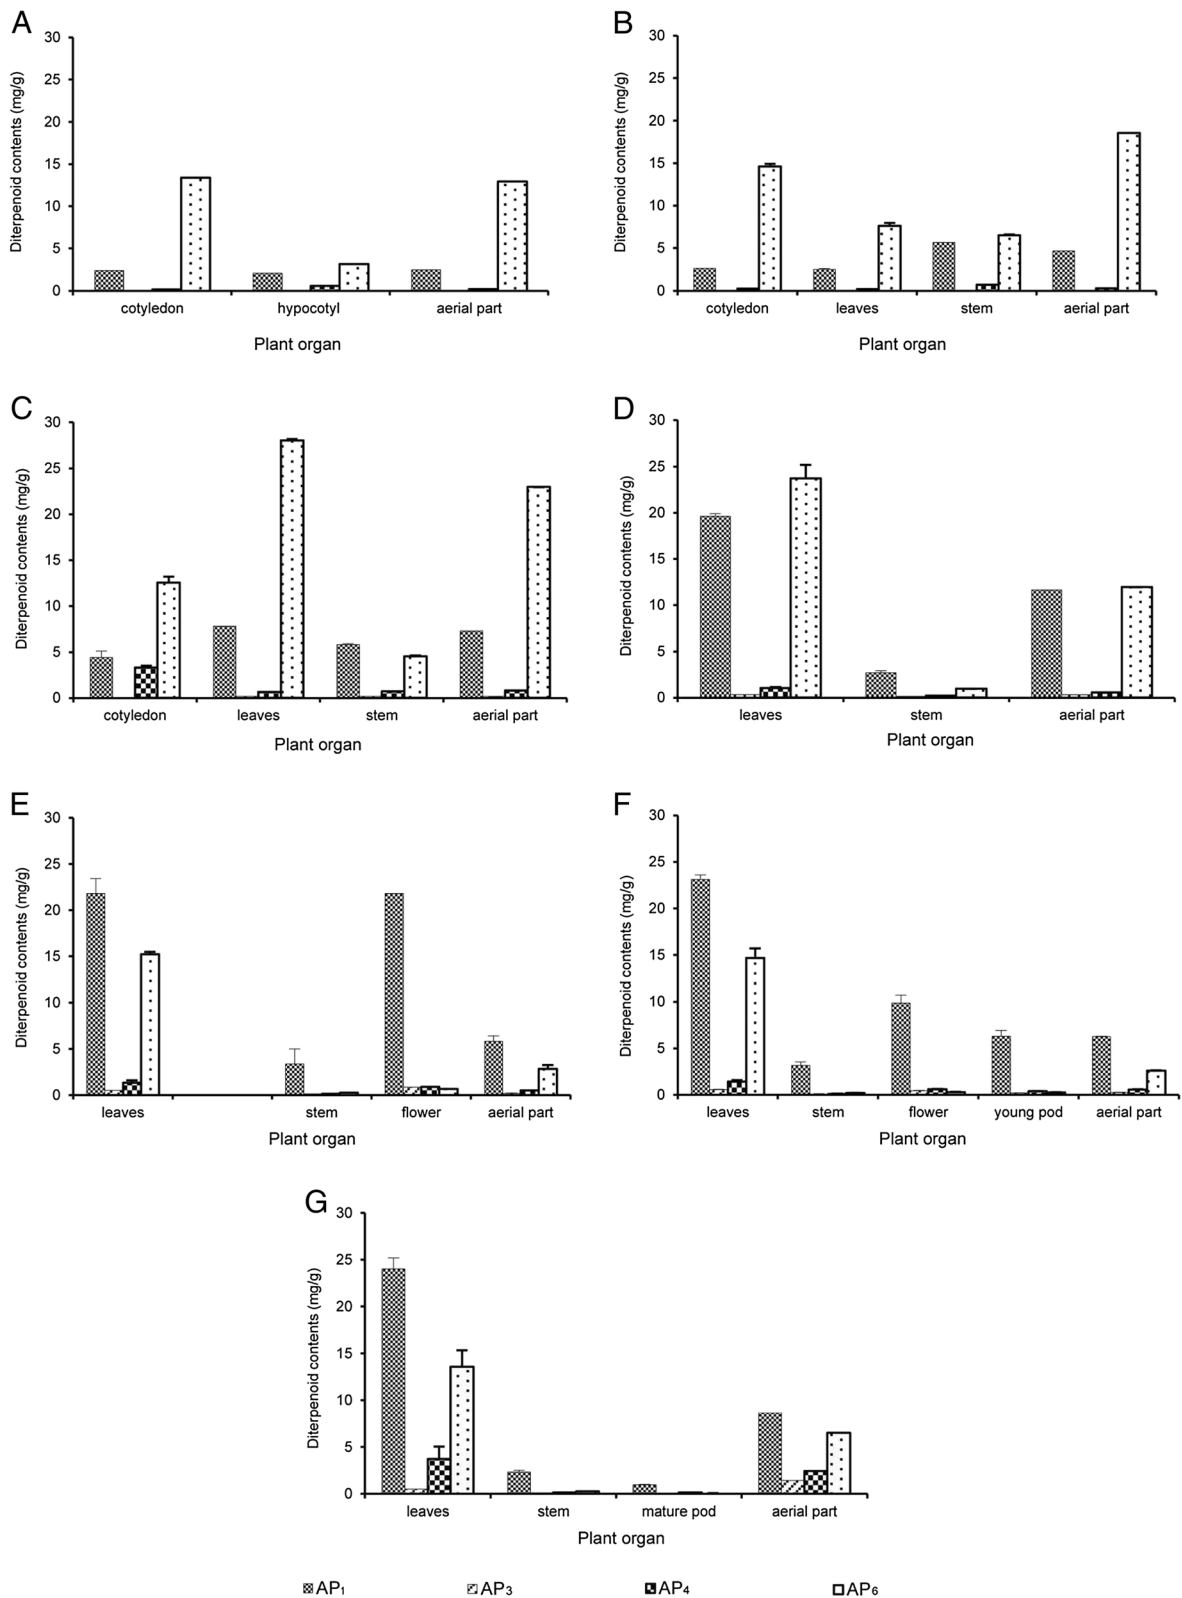 A
Diterpenoid contents (mg/g)
30
25
20
15
10
5
0
cotyledon hypocotyl aerial part
Plant organ
B
Diterpenoid contents (mg/g)
30
25
20
15
10
5
0
cotyledon leaves stem aerial part
Plant organ
C
Diterpenoid contents (mg/g)
30
25
20
15
10
5
0
cotyledon leaves stem aerial part
Plant organ
D
Diterpenoid contents (mg/g)
30
25
20
15
10
5
0
leaves stem aerial part
Plant organ
E
Diterpenoid contents (mg/g)
30
25
20
15
10
5
0
leaves stem flower aerial part
Plant organ
F
Diterpenoid contents (mg/g)
30
25
20
15
10
5
0
leaves stem flower young pod aerial part
Plant organ
G
Diterpenoid contents (mg/g)
30
25
20
15
10
5
0
leaves stem mature pod aerial part
Plant organ
AP₁ AP₃ AP₄ AP₆